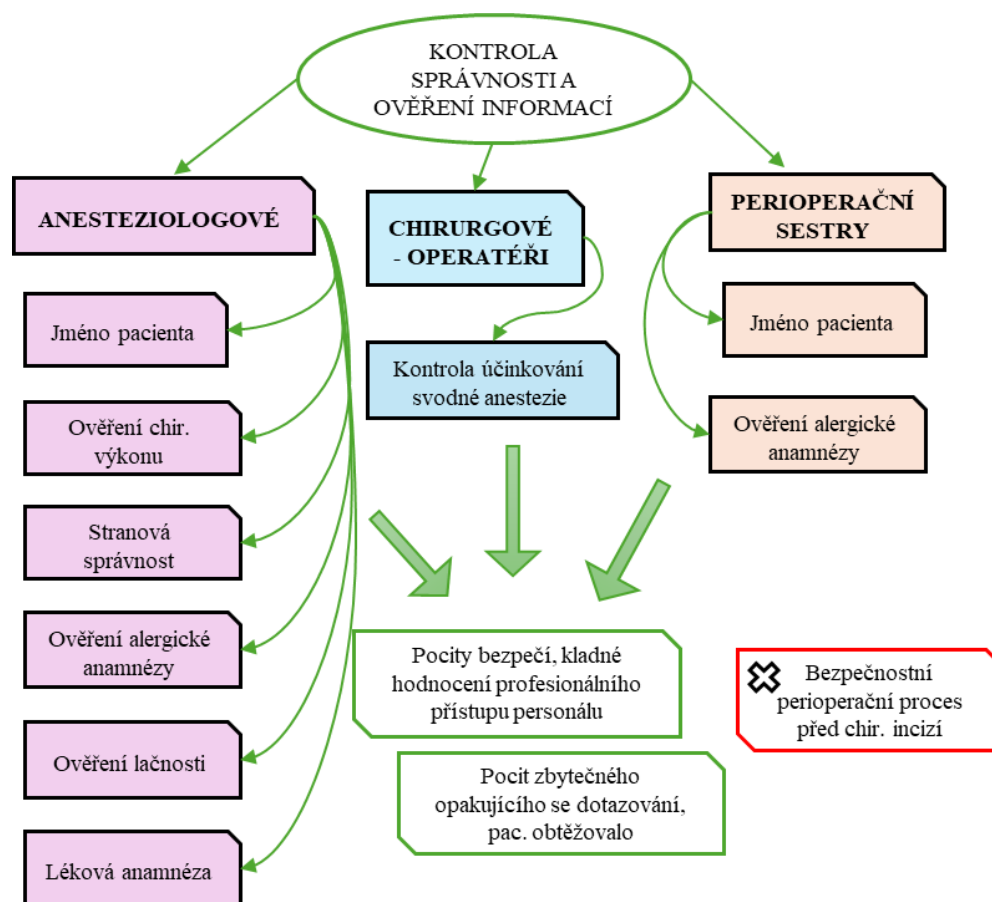 KONTROLA
SPRÁVNOSTI A
OVĚŘENÍ INFORMACÍ
ANESTEZIOLOGOVÉ
Jméno pacienta
Ověření chir.
výkonu
Stranová
správnost
Ověření alergické
anamnézy
Ověření lačnosti
Léková anamnéza
CHIRURGOVÉ
- OPERATÉŘI
Kontrola účinkování
svodné anestezie
PERIOPERAČNÍ
SESTRY
Jméno pacienta
Ověření alergické
anamnézy
Pocity bezpečí, kladné
hodnocení profesionálního
přístupu personálu
Pocit zbytečného
opakujícího se dotazování,
pac. obtěžovalo
Bezpečnostní
perioperační proces
před chir. incizí